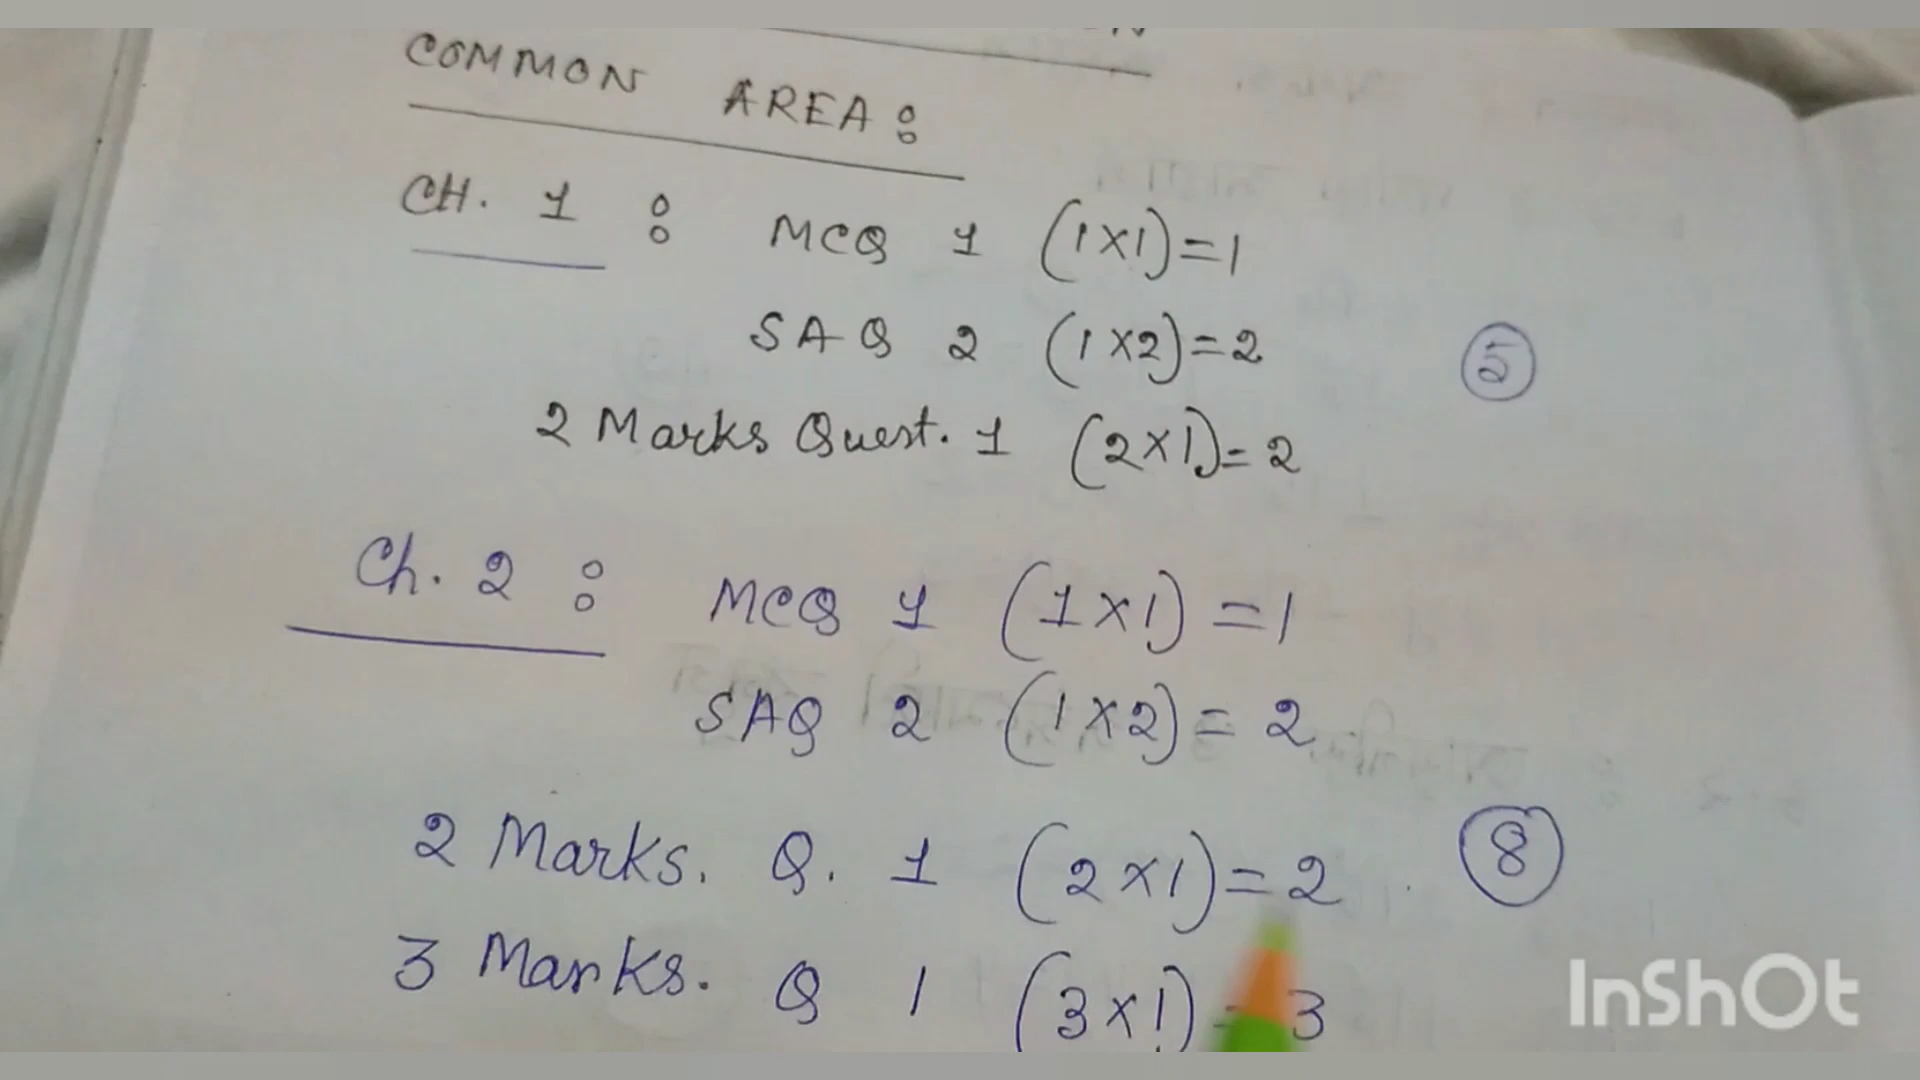 COMMON AREA:
CH. 1 : MCQ 1 (1×1)=1
SAQ 2 (1×2)=2
5
2 Marks Quest. 1 (2×1)=2
Ch. 2 : MCQ 1 (1×1)=1
SAQ 2 (1×2)=2
2 Marks. Q. 1 (2×1)=2
8
3 Marks. Q 1 (3×1)=3
InShOt